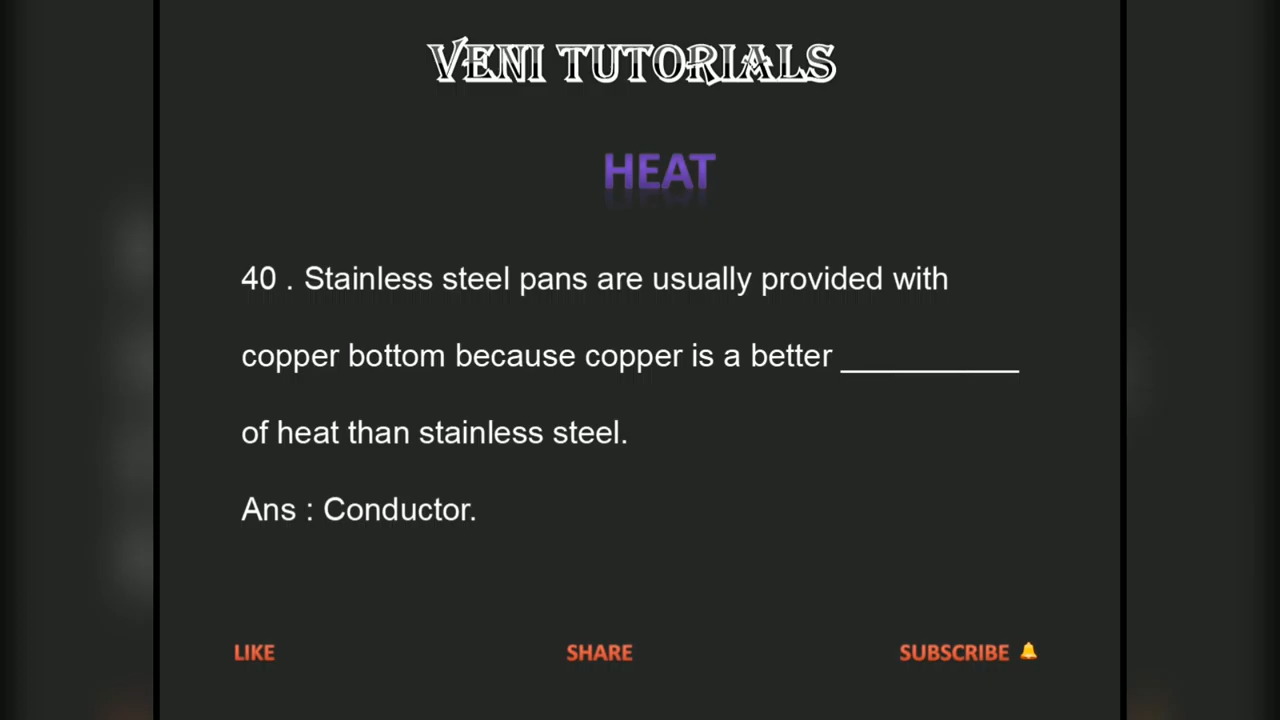 VENI TUTORIALS
HEAT
40 . Stainless steel pans are usually provided with
copper bottom because copper is a better ___________
of heat than stainless steel.
Ans : Conductor.
LIKE SHARE SUBSCRIBE 🔔